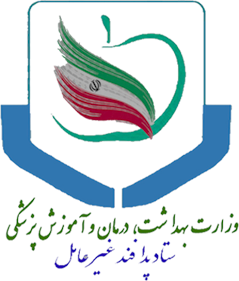 وزارت بهداشت، درمان و آموزش پزشکی
ستاد پدافند غیر عامل